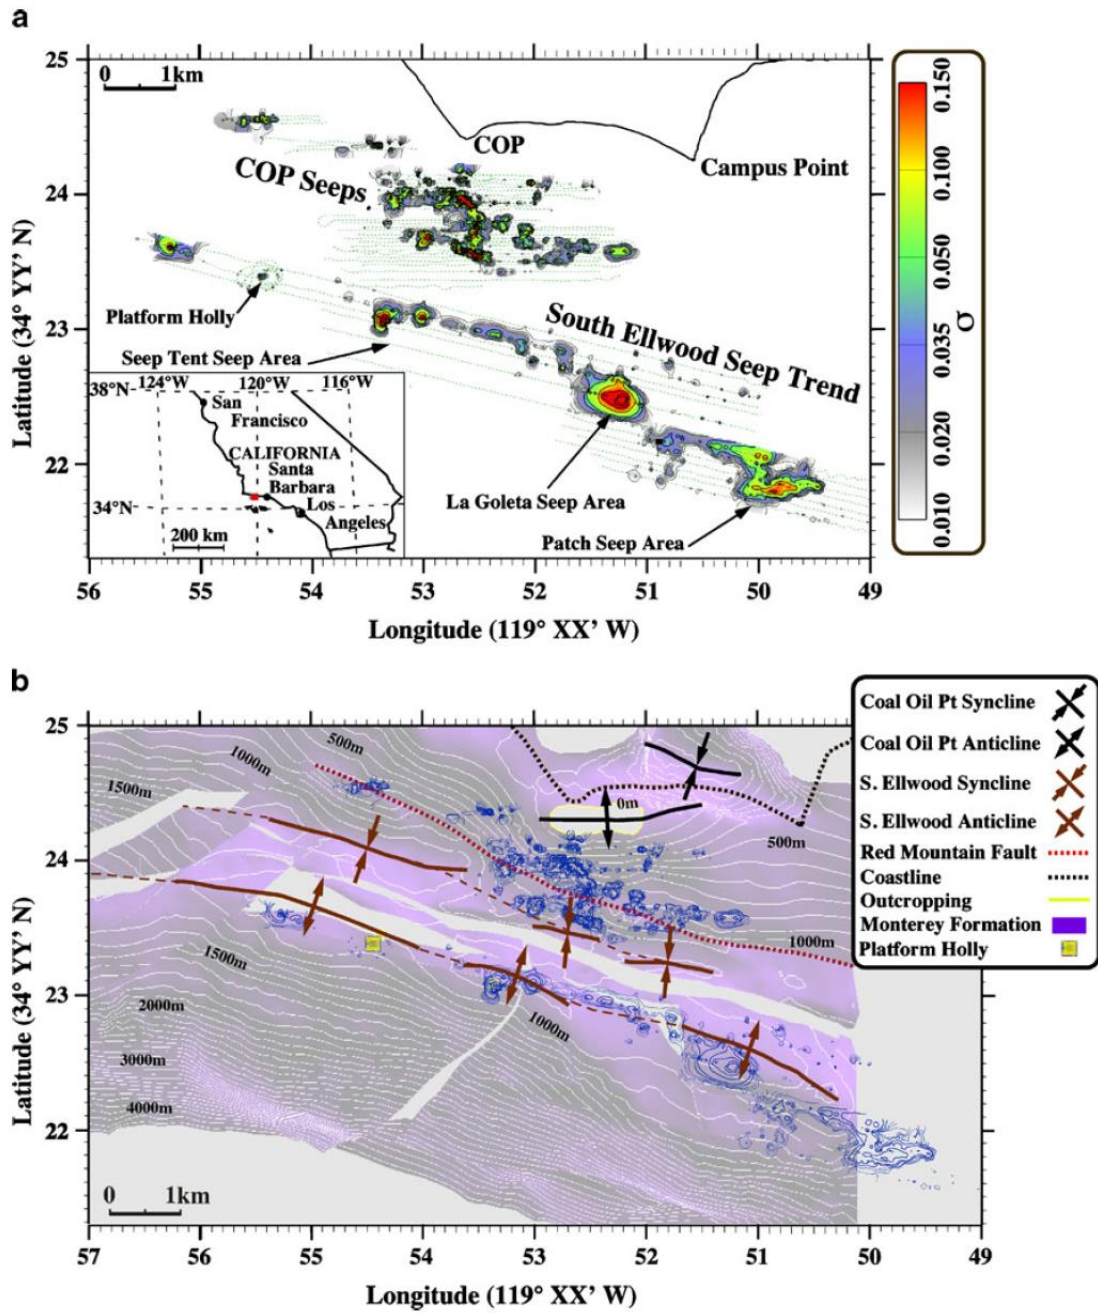 a
25
24
23
22
Latitude (34° YY' N)
0 1km
COP
Campus Point
COP Seeps
Platform Holly
Seep Tent Seep Area
South Ellwood Seep Trend
La Goleta Seep Area
Patch Seep Area
124°W 120°W 116°W
38°N
San
Francisco
CALIFORNIA
Santa
Barbara
34°N
Los
Angeles
200 km
56 55 54 53 52 51 50 49
Longitude (119° XX' W)
0.150
0.100
0.050
0.035
0.020
0.010
σ
b
25
24
23
22
Latitude (34° YY' N)
500m
1000m
1500m
0m
500m
1000m
1500m
2000m
3000m
4000m
1000m
0 1km
57 56 55 54 53 52 51 50 49
Longitude (119° XX' W)
Coal Oil Pt Syncline
Coal Oil Pt Anticline
S. Ellwood Syncline
S. Ellwood Anticline
Red Mountain Fault
Coastline
Outcropping
Monterey Formation
Platform Holly